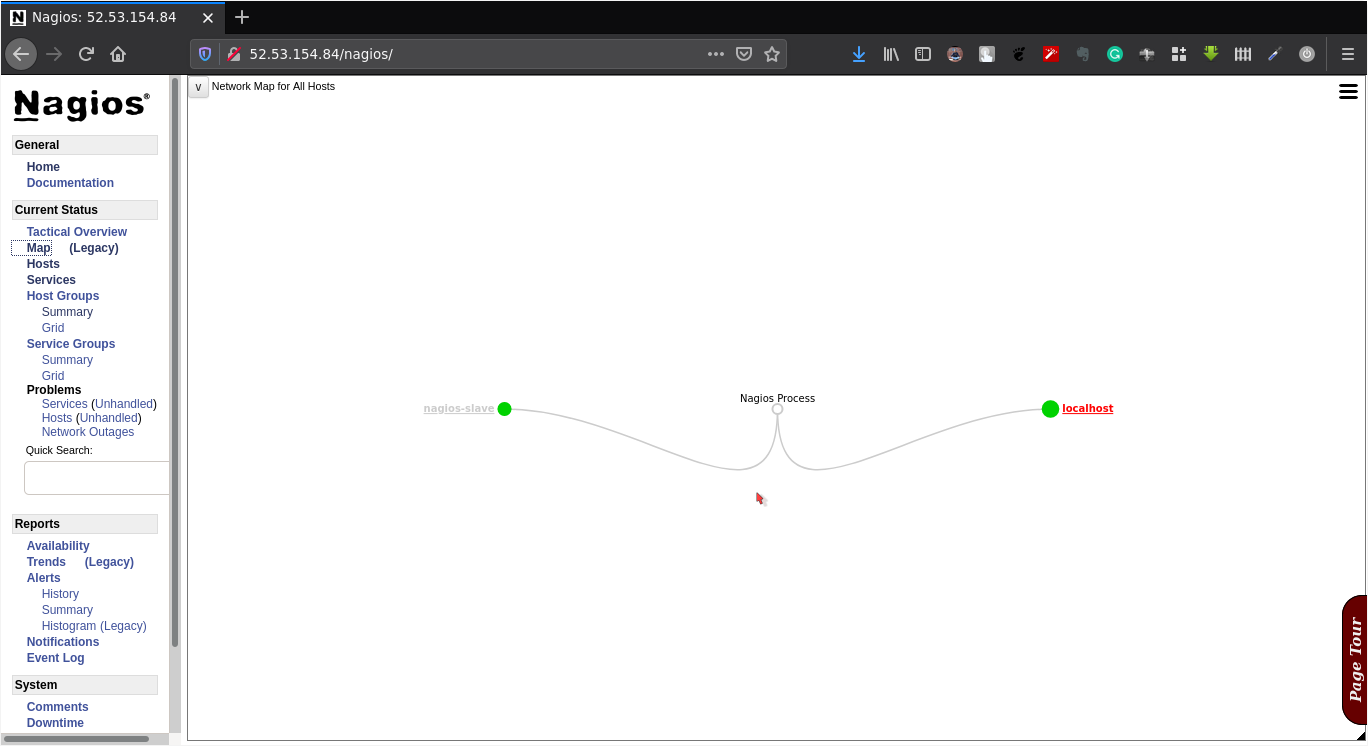 Nagios: 52.53.154.84
52.53.154.84/nagios/
Nagios®
General
Home
Documentation
Current Status
Tactical Overview
Map (Legacy)
Hosts
Services
Host Groups
Summary
Grid
Service Groups
Summary
Grid
Problems
Services (Unhandled)
Hosts (Unhandled)
Network Outages
Quick Search:
Reports
Availability
Trends (Legacy)
Alerts
History
Summary
Histogram (Legacy)
Notifications
Event Log
System
Comments
Downtime
v Network Map for All Hosts
Nagios Process
nagios-slave
localhost
Page Tour